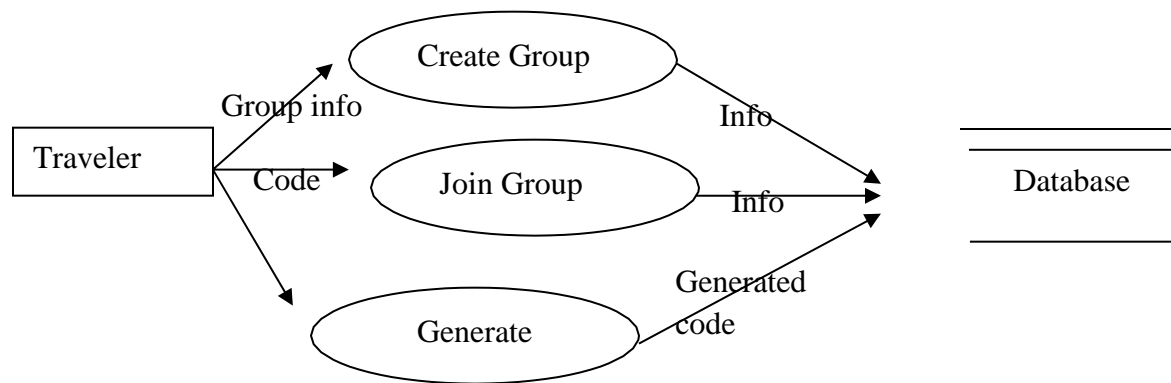 Create Group
Group info
Info
Traveler
Code
Join Group
Info
Database
Generated
code
Generate